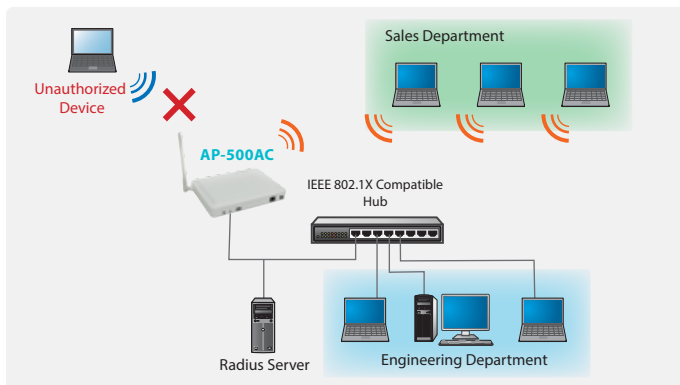 Sales Department
Unauthorized
Device
AP-500AC
IEEE 802.1X Compatible
Hub
Radius Server
Engineering Department